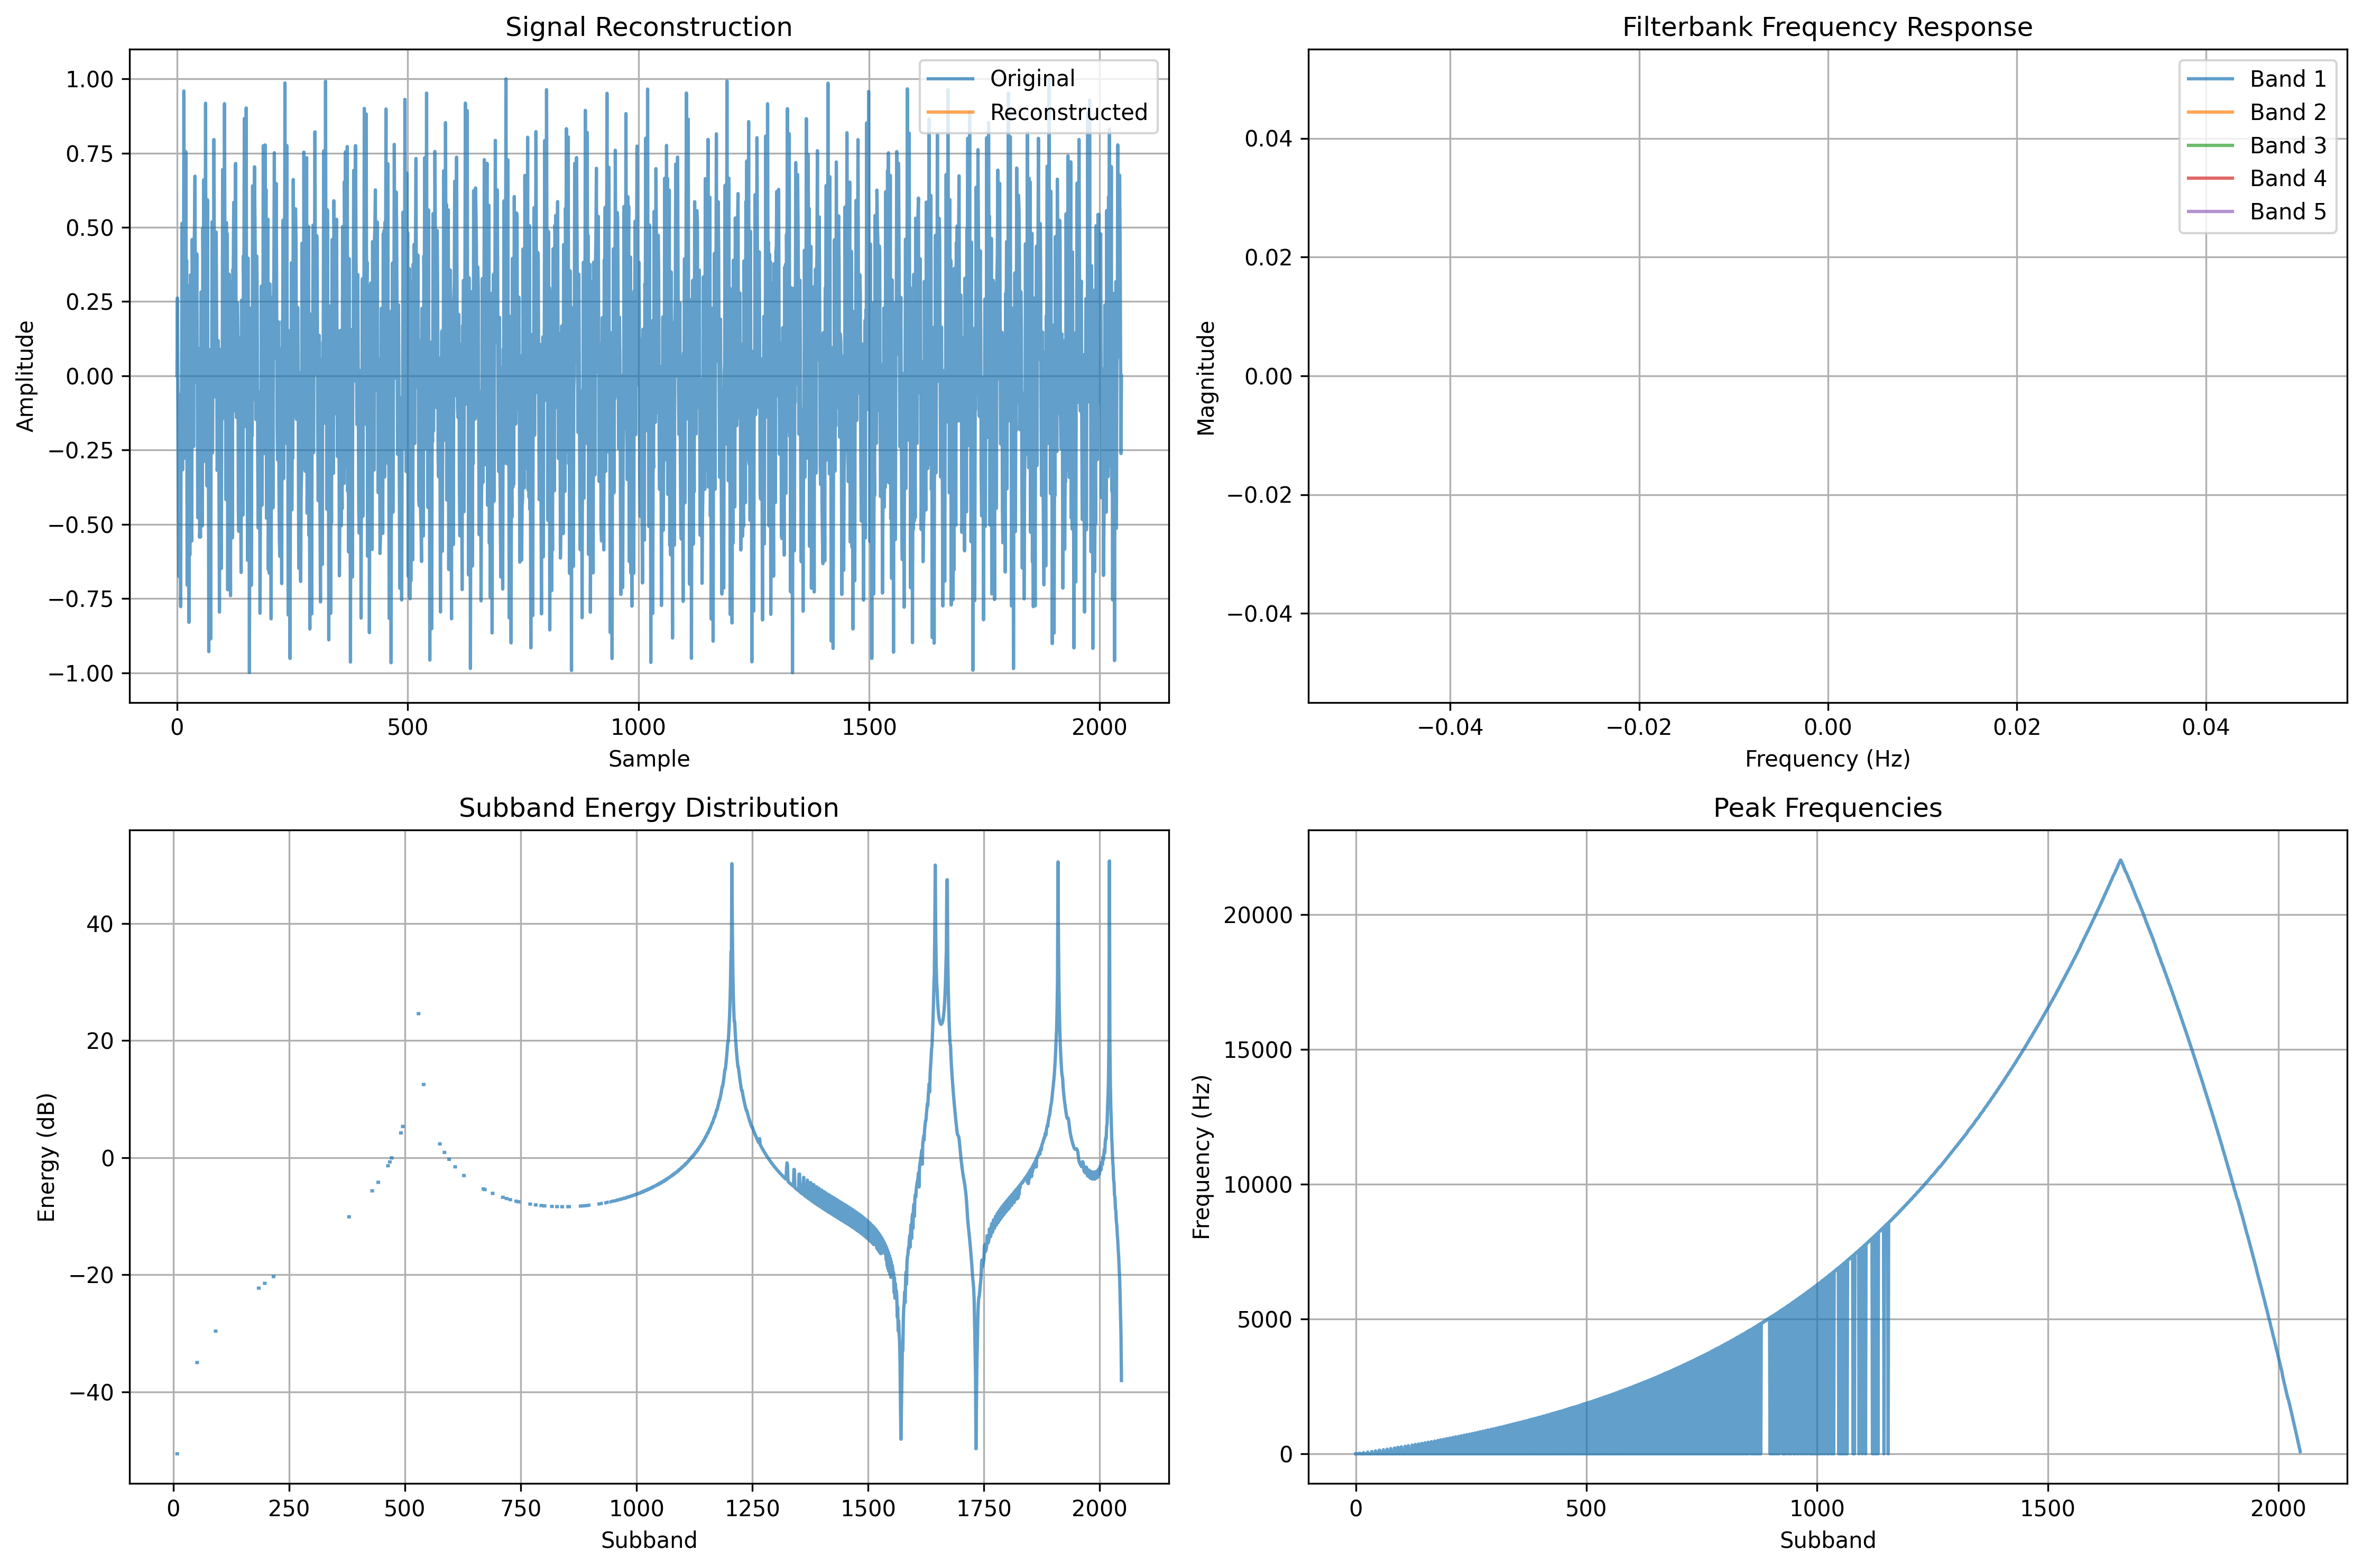 Signal Reconstruction
Original
Reconstructed
1.00
0.75
0.50
0.25
0.00
−0.25
−0.50
−0.75
−1.00
Amplitude
0
500
1000
1500
2000
Sample
Filterbank Frequency Response
Band 1
Band 2
Band 3
Band 4
Band 5
0.04
0.02
0.00
−0.02
−0.04
Magnitude
−0.04
−0.02
0.00
0.02
0.04
Frequency (Hz)
Subband Energy Distribution
40
20
0
−20
−40
Energy (dB)
0
250
500
750
1000
1250
1500
1750
2000
Subband
Peak Frequencies
20000
15000
10000
5000
0
Frequency (Hz)
0
500
1000
1500
2000
Subband